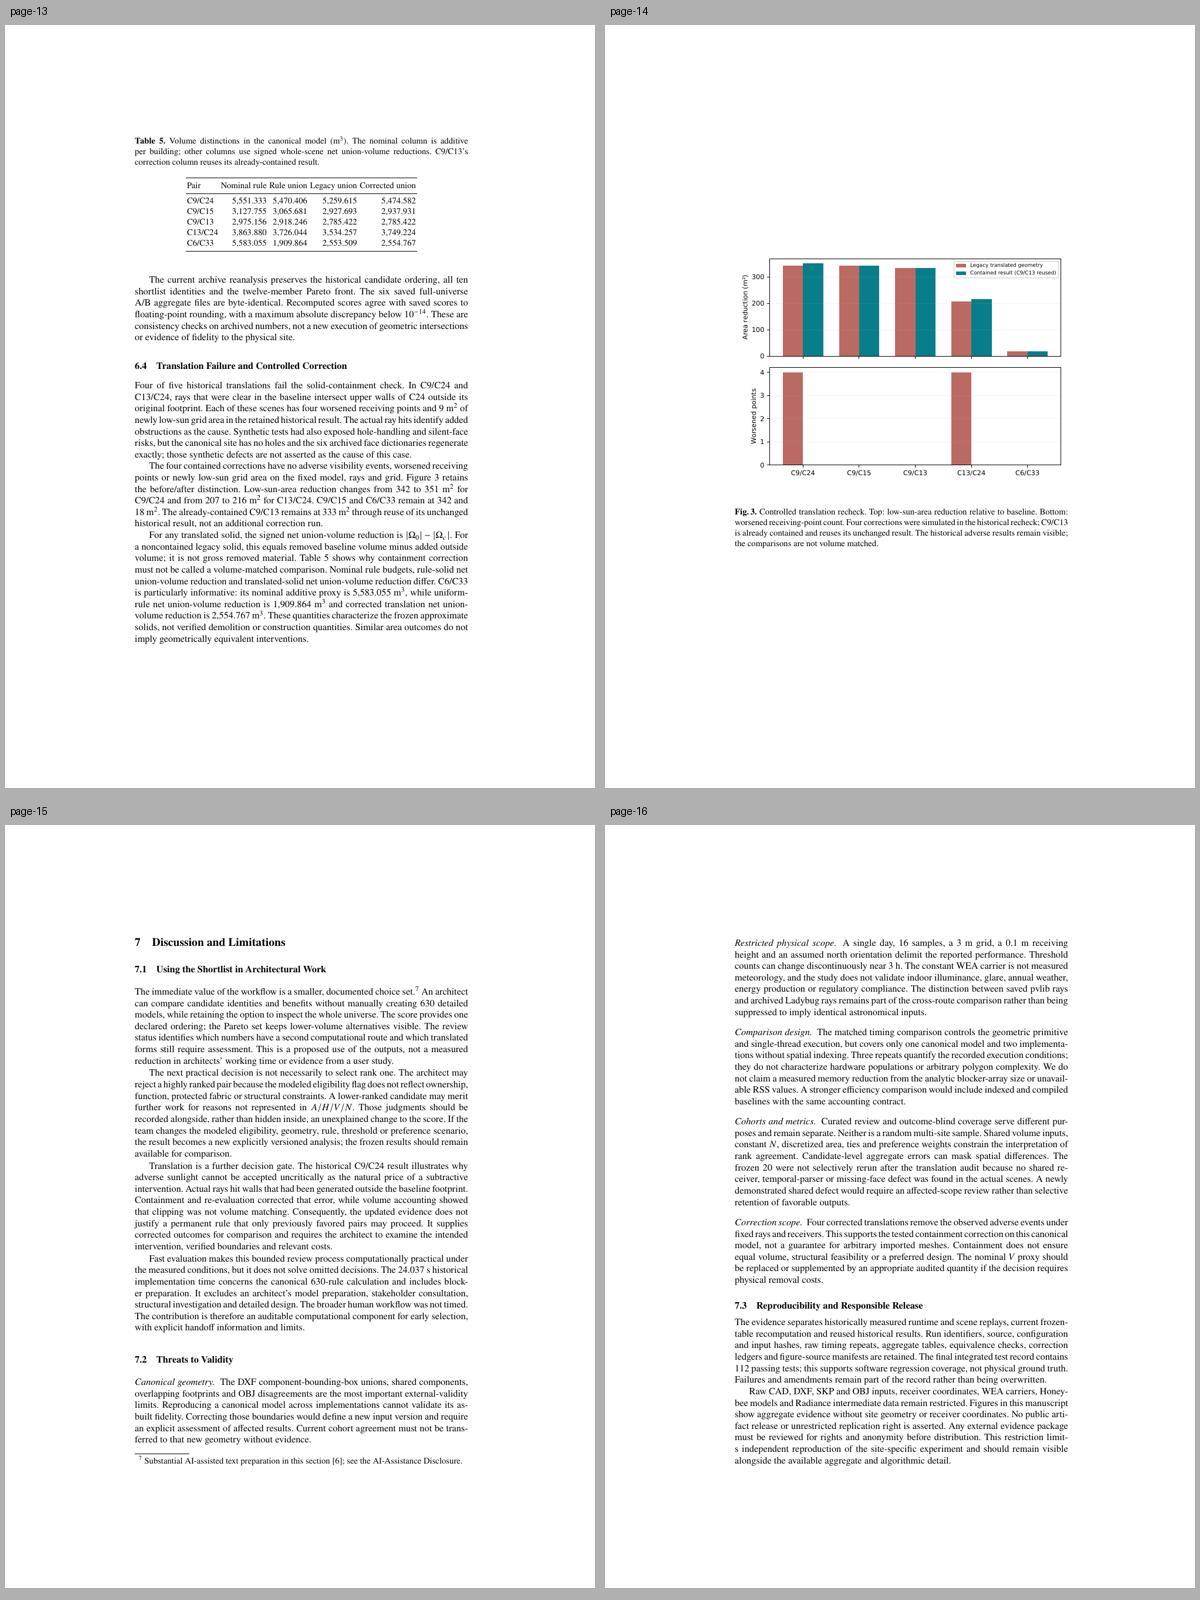 page-13
Table 5. Volume distinctions in the canonical model (m³). The nominal column is additive
per building; other columns use signed whole-scene net union-volume reductions. C9/C13's
correction column reuses its already-contained result.
Pair Nominal rule Rule union Legacy union Corrected union
C9/C24 5,551.333 5,470.406 5,259.615 5,474.582
C9/C15 3,127.755 3,065.681 2,927.693 2,937.931
C9/C13 2,975.156 2,918.246 2,785.422 2,785.422
C13/C24 3,863.880 3,726.044 3,534.257 3,749.224
C6/C33 5,583.055 1,909.864 2,553.509 2,554.767
The current archive reanalysis preserves the historical candidate ordering, all ten
shortlist identities and the twelve-member Pareto front. The six saved full-universe
A/B aggregate files are byte-identical. Recomputed scores agree with saved scores to
floating-point rounding, with a maximum absolute discrepancy below 10⁻¹⁴. These are
consistency checks on archived numbers, not a new execution of geometric intersections
or evidence of fidelity to the physical site.
6.4 Translation Failure and Controlled Correction
Four of five historical translations fail the solid-containment check. In C9/C24 and
C13/C24, rays that were clear in the baseline intersect upper walls of C24 outside its
original footprint. Each of these scenes has four worsened receiving points and 9 m² of
newly low-sun grid area in the retained historical result. The actual ray hits identify added
obstructions as the cause. Synthetic tests had also exposed hole-handling and silent-face
risks, but the canonical site has no holes and the six archived face dictionaries regenerate
exactly; those synthetic defects are not asserted as the cause of this case.
The four contained corrections have no adverse visibility events, worsened receiving
points or newly low-sun grid area on the fixed model, rays and grid. Figure 3 retains
the before/after distinction. Low-sun-area reduction changes from 342 to 351 m² for
C9/C24 and from 207 to 216 m² for C13/C24. C9/C15 and C6/C33 remain at 342 and
18 m². The already-contained C9/C13 remains at 333 m² through reuse of its unchanged
historical result, not an additional correction run.
For any translated solid, the signed net union-volume reduction is |Ω₀| − |Ωc|. For
a noncontained legacy solid, this equals removed baseline volume minus added outside
volume; it is not gross removed material. Table 5 shows why containment correction
must not be called a volume-matched comparison. Nominal rule budgets, rule-solid net
union-volume reduction and translated-solid net union-volume reduction differ. C6/C33
is particularly informative: its nominal additive proxy is 5,583.055 m³, while uniform-
rule net union-volume reduction is 1,909.864 m³ and corrected translation net union-
volume reduction is 2,554.767 m³. These quantities characterize the frozen approximate
solids, not verified demolition or construction quantities. Similar area outcomes do not
imply geometrically equivalent interventions.
page-14
Legacy translated geometry
Contained result (C9/C13 reused)
Area reduction (m²)
300
200
100
0
Worsened points
4
3
2
1
0
C9/C24 C9/C15 C9/C13 C13/C24 C6/C33
Fig. 3. Controlled translation recheck. Top: low-sun-area reduction relative to baseline. Bottom:
worsened receiving-point count. Four corrections were simulated in the historical recheck; C9/C13
is already contained and reuses its unchanged result. The historical adverse results remain visible;
the comparisons are not volume matched.
page-15
7 Discussion and Limitations
7.1 Using the Shortlist in Architectural Work
The immediate value of the workflow is a smaller, documented choice set.⁷ An architect
can compare candidate identities and benefits without manually creating 630 detailed
models, while retaining the option to inspect the whole universe. The score provides one
declared ordering; the Pareto set keeps lower-volume alternatives visible. The review
status identifies which numbers have a second computational route and which translated
forms still require assessment. This is a proposed use of the outputs, not a measured
reduction in architects' working time or evidence from a user study.
The next practical decision is not necessarily to select rank one. The architect may
reject a highly ranked pair because the modeled eligibility flag does not reflect ownership,
function, protected fabric or structural constraints. A lower-ranked candidate may merit
further work for reasons not represented in A/H/V/N. Those judgments should be
recorded alongside, rather than hidden inside, an unexplained change to the score. If the
team changes the modeled eligibility, geometry, rule, threshold or preference scenario,
the result becomes a new explicitly versioned analysis; the frozen results should remain
available for comparison.
Translation is a further decision gate. The historical C9/C24 result illustrates why
adverse sunlight cannot be accepted uncritically as the natural price of a subtractive
intervention. Actual rays hit walls that had been generated outside the baseline footprint.
Containment and re-evaluation corrected that error, while volume accounting showed
that clipping was not volume matching. Consequently, the updated evidence does not
justify a permanent rule that only previously favored pairs may proceed. It supplies
corrected outcomes for comparison and requires the architect to examine the intended
intervention, verified boundaries and relevant costs.
Fast evaluation makes this bounded review process computationally practical under
the measured conditions, but it does not solve omitted decisions. The 24.037 s historical
implementation time concerns the canonical 630-rule calculation and includes block-
er preparation. It excludes an architect's model preparation, stakeholder consultation,
structural investigation and detailed design. The broader human workflow was not timed.
The contribution is therefore an auditable computational component for early selection,
with explicit handoff information and limits.
7.2 Threats to Validity
Canonical geometry. The DXF component-bounding-box unions, shared components,
overlapping footprints and OBJ disagreements are the most important external-validity
limits. Reproducing a canonical model across implementations cannot validate its as-
built fidelity. Correcting those boundaries would define a new input version and require
an explicit assessment of affected results. Current cohort agreement must not be trans-
ferred to that new geometry without evidence.
⁷ Substantial AI-assisted text preparation in this section [6]; see the AI-Assistance Disclosure.
page-16
Restricted physical scope. A single day, 16 samples, a 3 m grid, a 0.1 m receiving
height and an assumed north orientation delimit the reported performance. Threshold
counts can change discontinuously near 3 h. The constant WEA carrier is not measured
meteorology, and the study does not validate indoor illuminance, glare, annual weather,
energy production or regulatory compliance. The distinction between saved pvlib rays
and archived Ladybug rays remains part of the cross-route comparison rather than being
suppressed to imply identical astronomical inputs.
Comparison design. The matched timing comparison controls the geometric primitive
and single-thread execution, but covers only one canonical model and two implementa-
tions without spatial indexing. Three repeats quantify the recorded execution conditions;
they do not characterize hardware populations or arbitrary polygon complexity. We do
not claim a measured memory reduction from the analytic blocker-array size or unavail-
able RSS values. A stronger efficiency comparison would include indexed and compiled
baselines with the same accounting contract.
Cohorts and metrics. Curated review and outcome-blind coverage serve different pur-
poses and remain separate. Neither is a random multi-site sample. Shared volume inputs,
constant N, discretized area, ties and preference weights constrain the interpretation of
rank agreement. Candidate-level aggregate errors can mask spatial differences. The
frozen 20 were not selectively rerun after the translation audit because no shared re-
ceiver, temporal-parser or missing-face defect was found in the actual scenes. A newly
demonstrated shared defect would require an affected-scope review rather than selective
retention of favorable outputs.
Correction scope. Four corrected translations remove the observed adverse events under
fixed rays and receivers. This supports the tested containment correction on this canonical
model, not a guarantee for arbitrary imported meshes. Containment does not ensure
equal volume, structural feasibility or a preferred design. The nominal V proxy should
be replaced or supplemented by an appropriate audited quantity if the decision requires
physical removal costs.
7.3 Reproducibility and Responsible Release
The evidence separates historically measured runtime and scene replays, current frozen-
table recomputation and reused historical results. Run identifiers, source, configuration
and input hashes, raw timing repeats, aggregate tables, equivalence checks, correction
ledgers and figure-source manifests are retained. The final integrated test record contains
112 passing tests; this supports software regression coverage, not physical ground truth.
Failures and amendments remain part of the record rather than being overwritten.
Raw CAD, DXF, SKP and OBJ inputs, receiver coordinates, WEA carriers, Honey-
bee models and Radiance intermediate data remain restricted. Figures in this manuscript
show aggregate evidence without site geometry or receiver coordinates. No public arti-
fact release or unrestricted replication right is asserted. Any external evidence package
must be reviewed for rights and anonymity before distribution. This restriction limit-
s independent reproduction of the site-specific experiment and should remain visible
alongside the available aggregate and algorithmic detail.